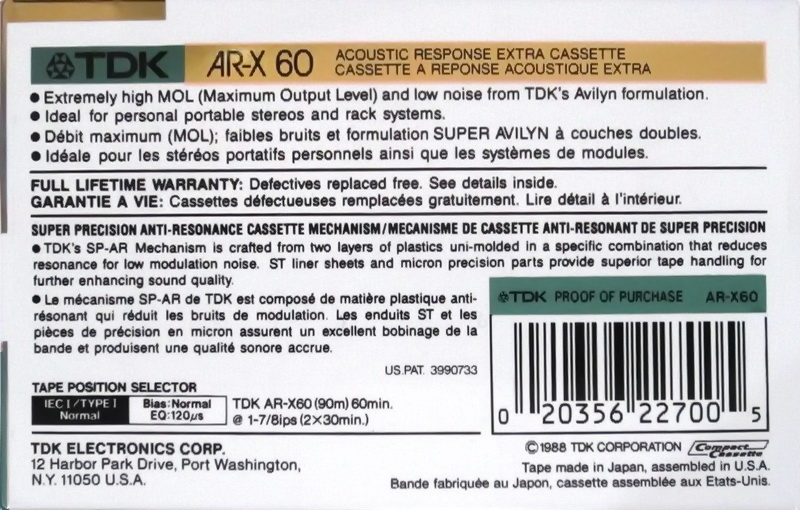 TDK AR-X 60 ACOUSTIC RESPONSE EXTRA CASSETTE
CASSETTE A REPONSE ACOUSTIQUE EXTRA
● Extremely high MOL (Maximum Output Level) and low noise from TDK's Avilyn formulation.
● Ideal for personal portable stereos and rack systems.
● Débit maximum (MOL); faibles bruits et formulation SUPER AVILYN à couches doubles.
● Idéale pour les stéréos portatifs personnels ainsi que les systèmes de modules.
FULL LIFETIME WARRANTY: Defectives replaced free. See details inside.
GARANTIE A VIE: Cassettes défectueuses remplacées gratuitement. Lire détail à l'intérieur.
SUPER PRECISION ANTI-RESONANCE CASSETTE MECHANISM/MECANISME DE CASSETTE ANTI-RESONANT DE SUPER PRECISION
● TDK's SP-AR Mechanism is crafted from two layers of plastics uni-molded in a specific combination that reduces
resonance for low modulation noise. ST liner sheets and micron precision parts provide superior tape handling for
further enhancing sound quality.
● Le mécanisme SP-AR de TDK est composé de matière plastique anti-
résonant qui réduit les bruits de modulation. Les enduits ST et les
pièces de précision en micron assurent un excellent bobinage de la
bande et produisent une qualité sonore accrue.
US.PAT. 3990733
TDK PROOF OF PURCHASE AR-X60
0 20356 22700 5
TAPE POSITION SELECTOR
IEC I/TYPE I
Normal
Bias:Normal
EQ:120µs
TDK AR-X60 (90m) 60min.
@ 1-7/8ips (2×30min.)
TDK ELECTRONICS CORP.
12 Harbor Park Drive, Port Washington,
N.Y. 11050 U.S.A.
©1988 TDK CORPORATION Compact Cassette
Tape made in Japan, assembled in U.S.A.
Bande fabriquée au Japon, cassette assemblée aux Etats-Unis.